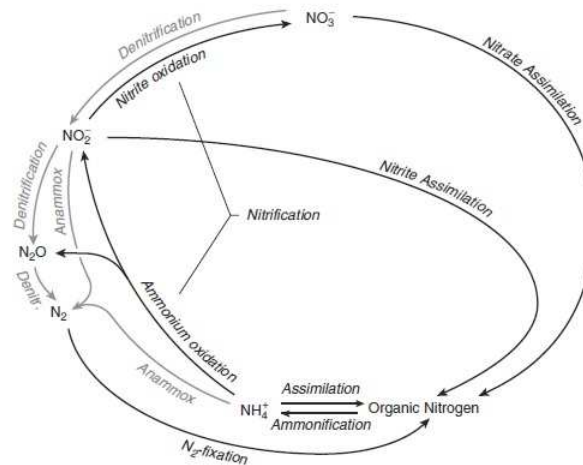 NO₃⁻
Denitrification
Nitrite oxidation
Nitrate Assimilation
NO₂⁻
Nitrite Assimilation
Denitrification
Anammox
Nitrification
N₂O
Denitr.
N₂
Ammonium oxidation
Anammox
Assimilation
NH₄⁺
Organic Nitrogen
Ammonification
N₂-fixation